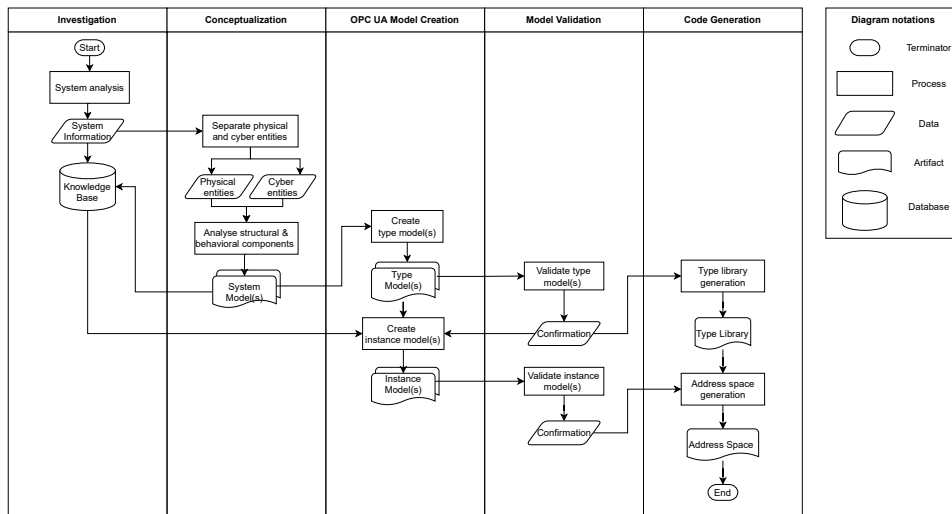 Investigation
Conceptualization
OPC UA Model Creation
Model Validation
Code Generation
Start
System analysis
System
Information
Knowledge
Base
Separate physical
and cyber entities
Physical
entities
Cyber
entities
Analyse structural &
behavioral components
System
Model(s)
Create
type model(s)
Type
Model(s)
Create
instance model(s)
Instance
Model(s)
Validate type
model(s)
Confirmation
Validate instance
model(s)
Confirmation
Type library
generation
Type Library
Address space
generation
Address Space
End
Diagram notations
Terminator
Process
Data
Artifact
Database